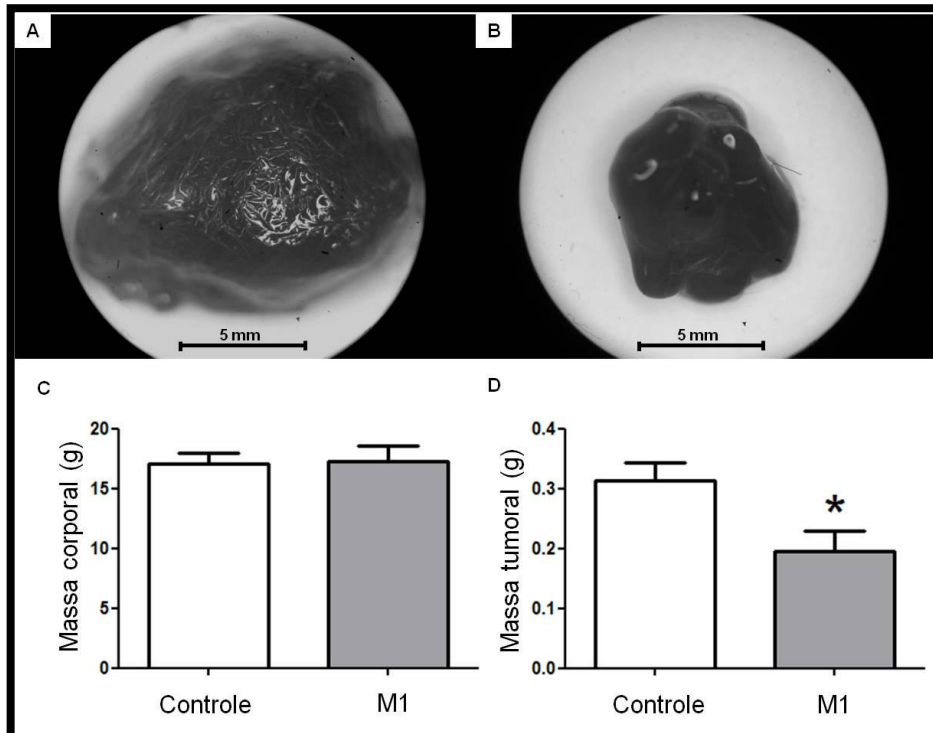 A
B
5 mm
5 mm
C
D
Massa corporal (g)
20
15
10
5
0
Controle
M1
Massa tumoral (g)
0.4
0.3
0.2
0.1
0.0
*
Controle
M1